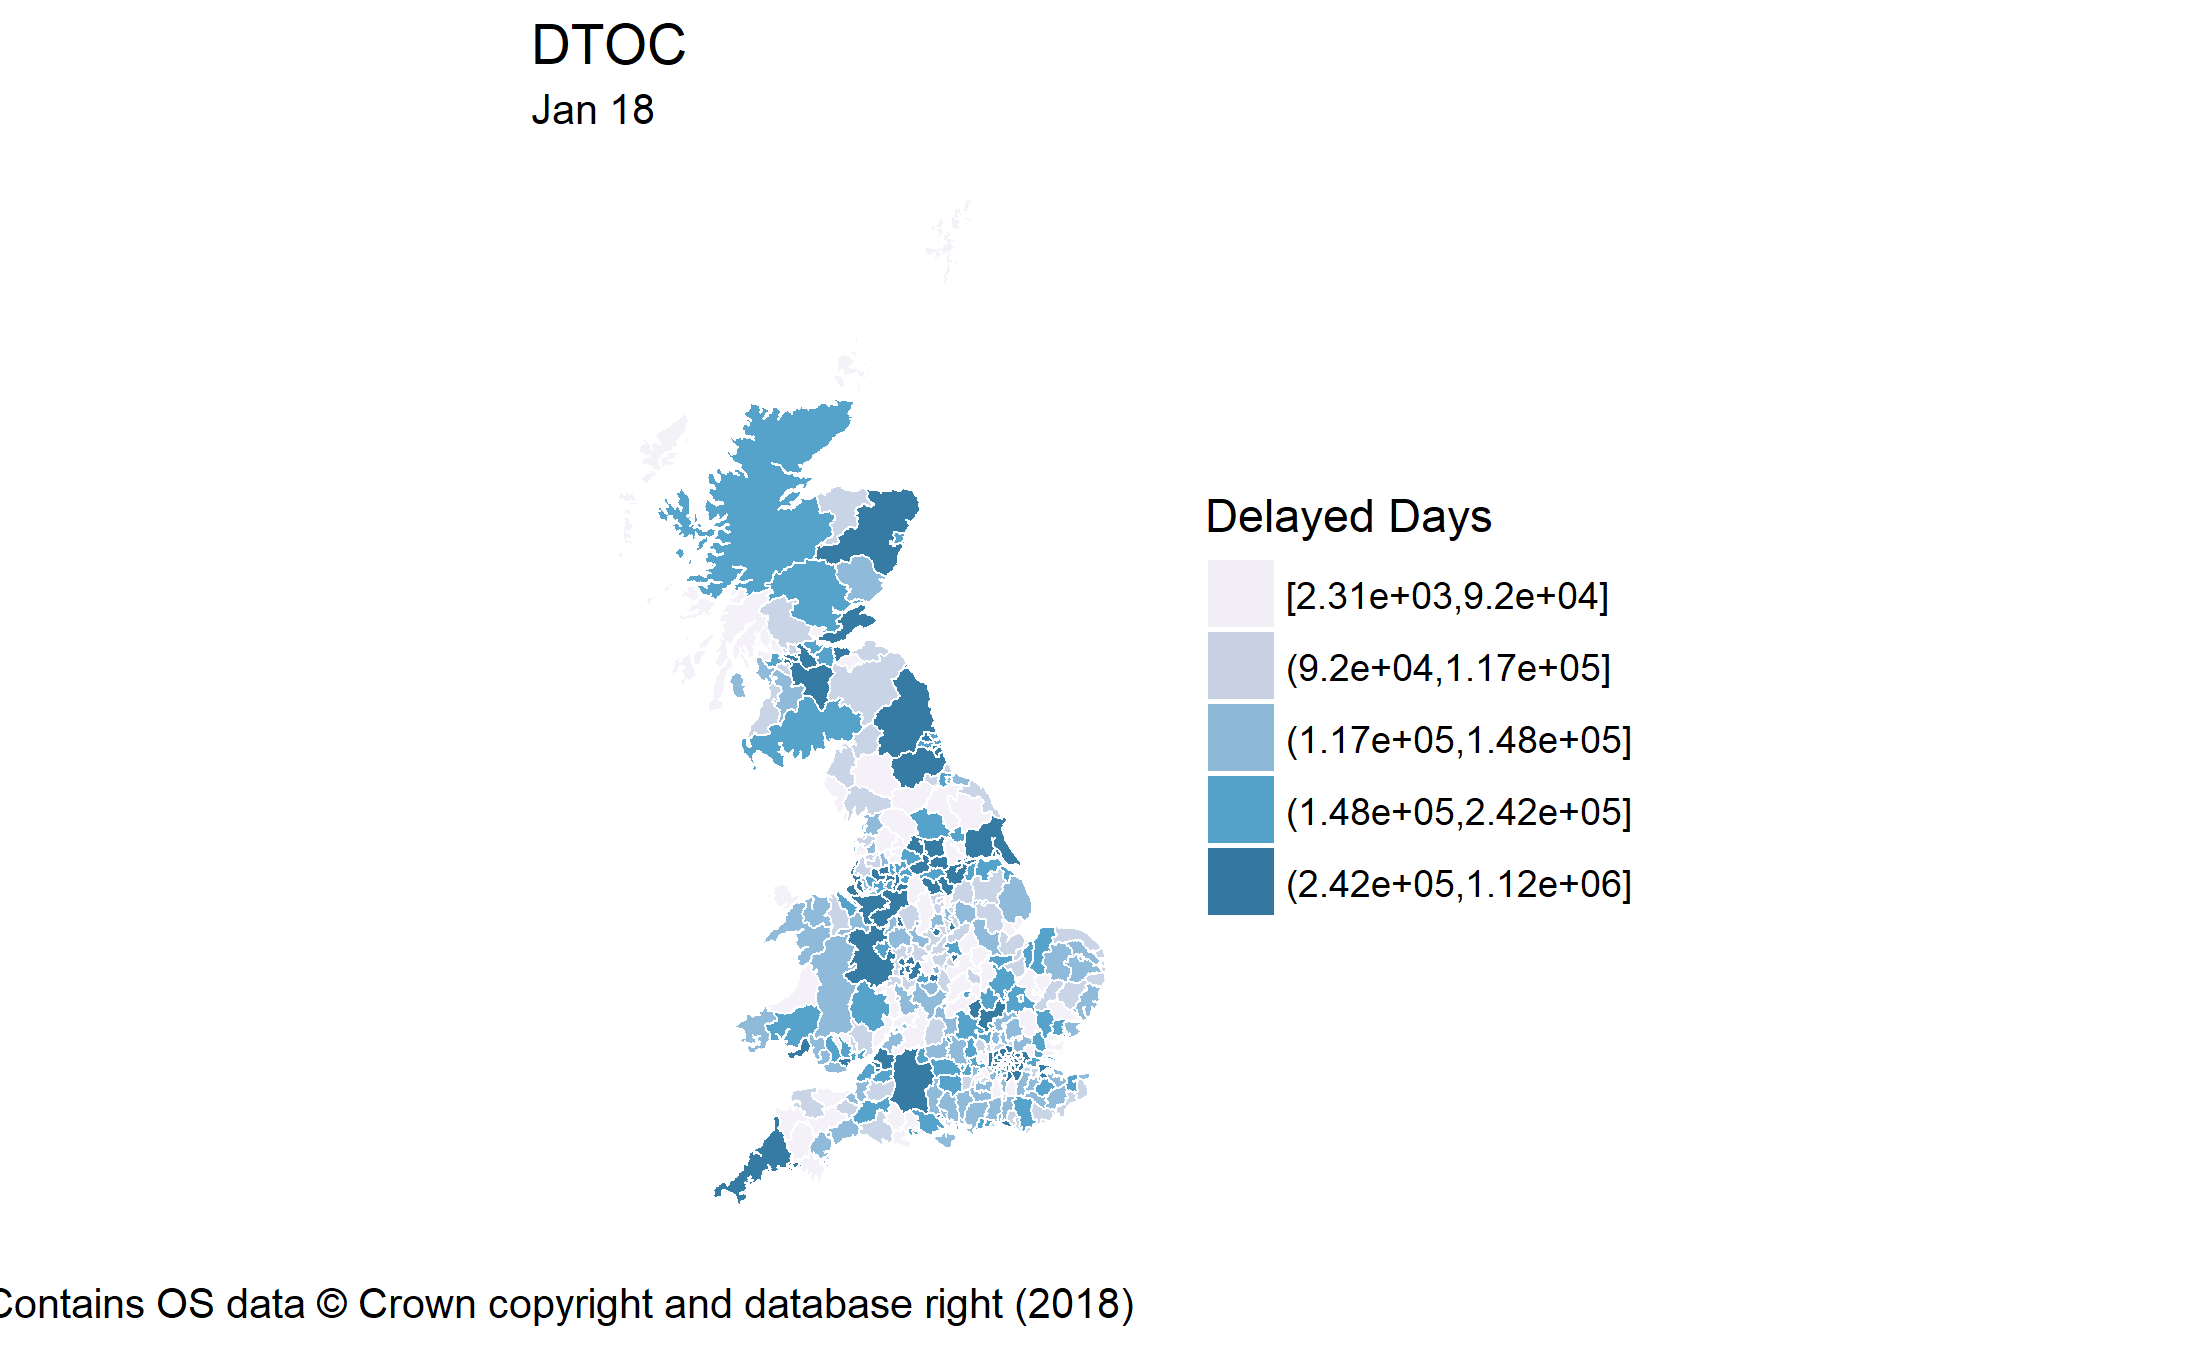 DTOC
Jan 18
Delayed Days
[2.31e+03,9.2e+04]
(9.2e+04,1.17e+05]
(1.17e+05,1.48e+05]
(1.48e+05,2.42e+05]
(2.42e+05,1.12e+06]
Contains OS data © Crown copyright and database right (2018)